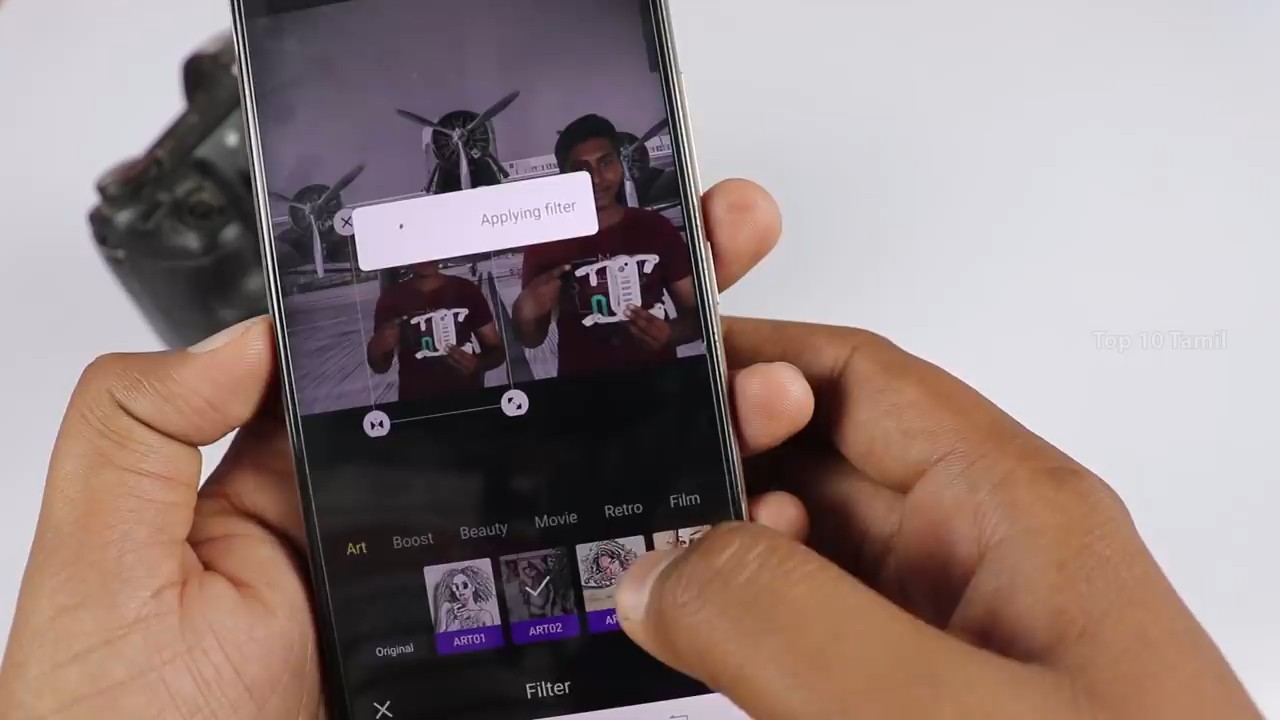 Applying filter
Top 10 Tamil
Art
Boost
Beauty
Movie
Retro
Film
Original
ART01
ART02
Filter